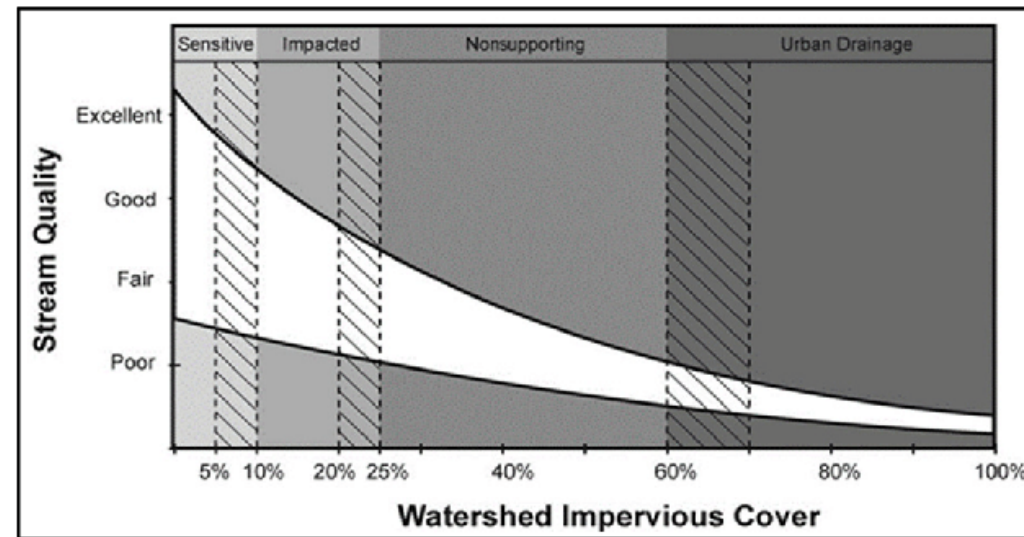 Sensitive Impacted Nonsupporting Urban Drainage
Excellent
Good
Fair
Poor
Stream Quality
5% 10% 20% 25% 40% 60% 80% 100%
Watershed Impervious Cover